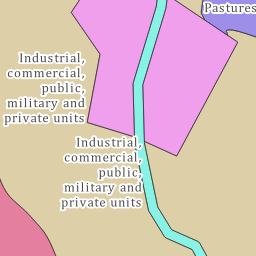 Pastures
Industrial,
commercial,
public,
military and
private units
Industrial,
commercial,
public,
military and
private units